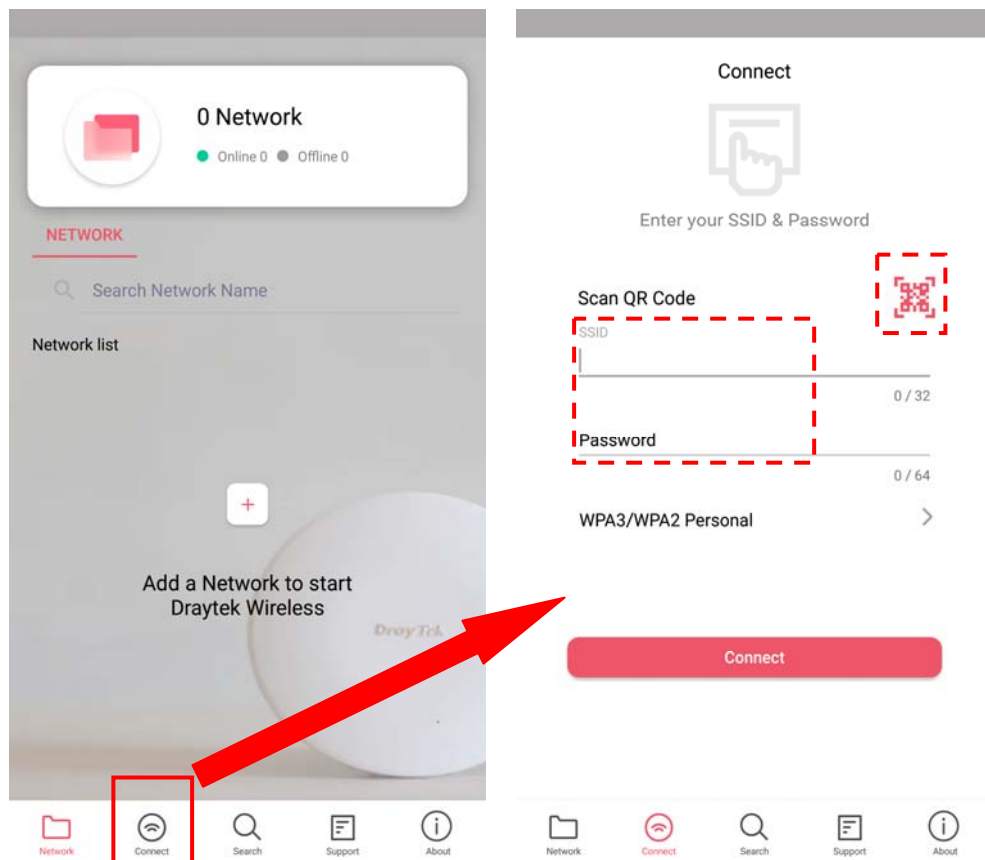 0 Network
Online 0 Offline 0
NETWORK
Search Network Name
Network list
+
Add a Network to start
Draytek Wireless
DrayTek
Network Connect Search Support About
Connect
Enter your SSID & Password
Scan QR Code
SSID
0 / 32
Password
0 / 64
WPA3/WPA2 Personal
Connect
Network Connect Search Support About